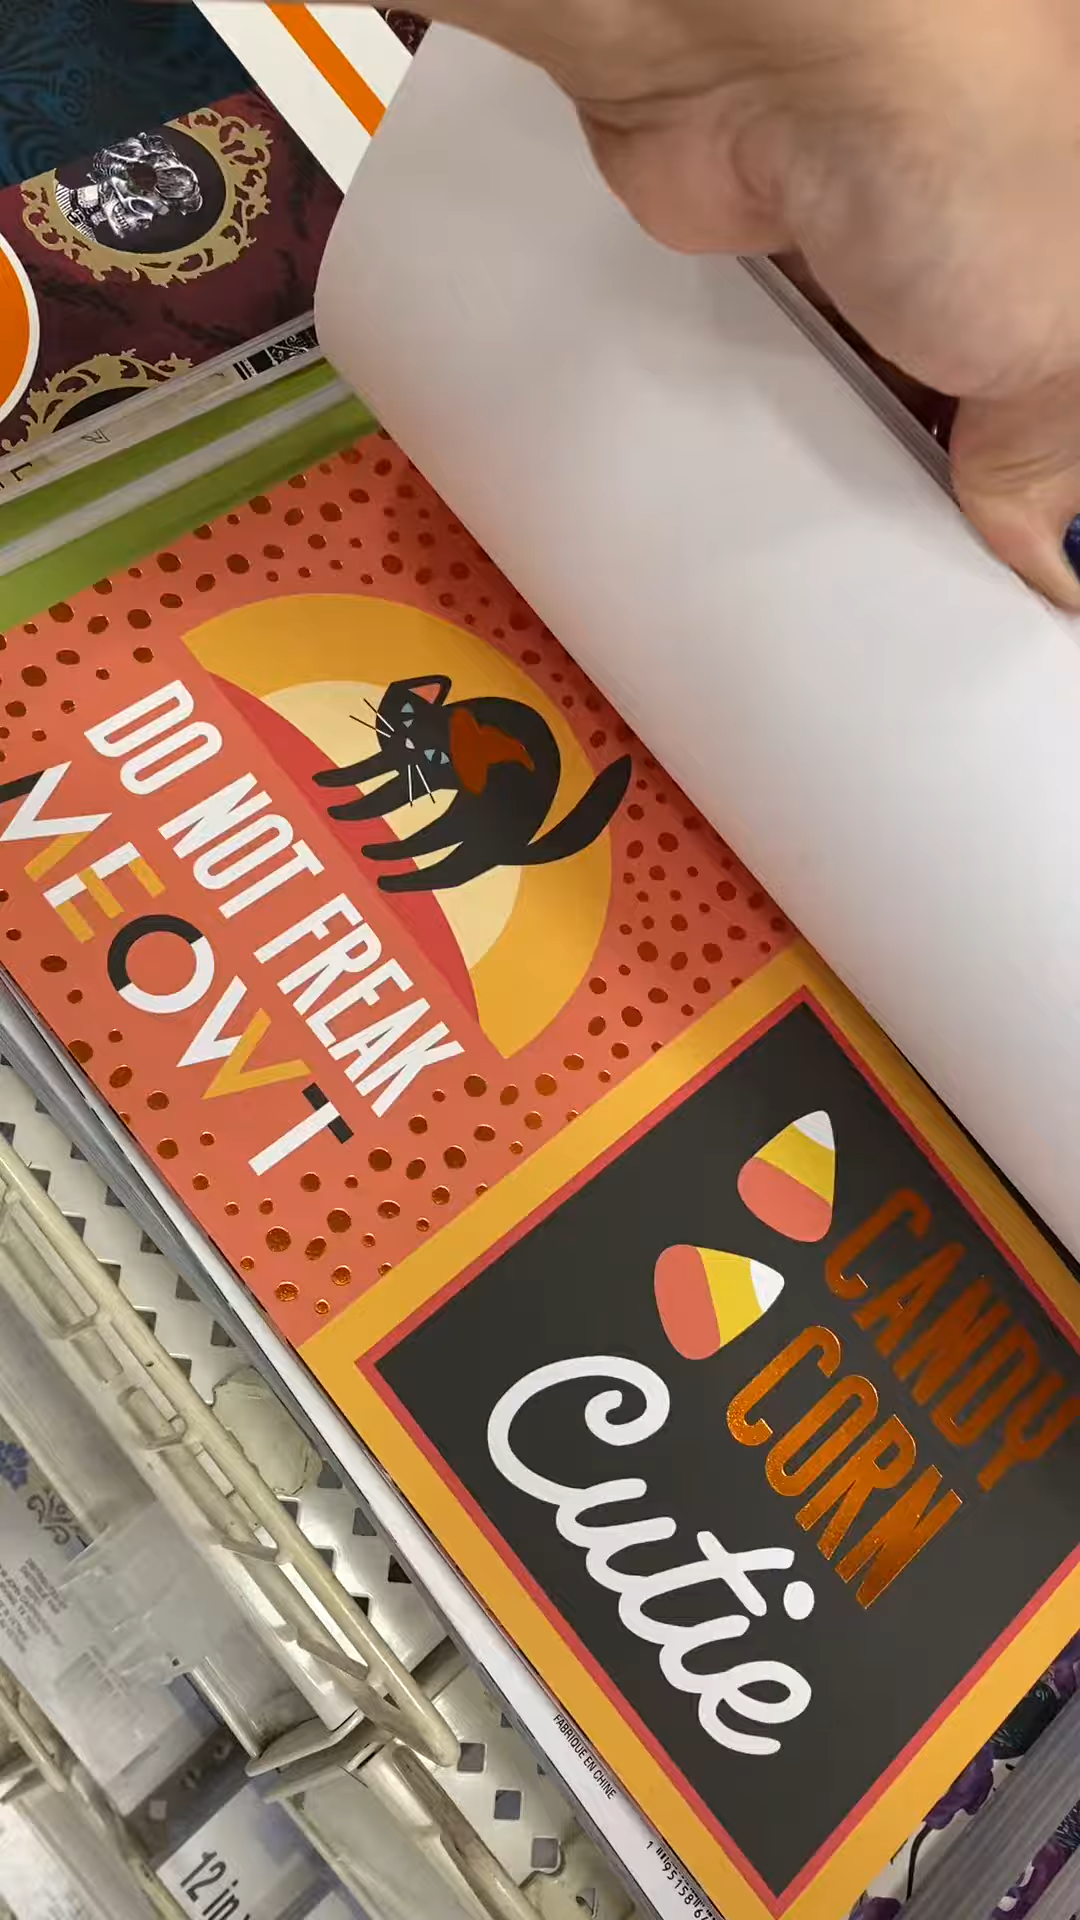 DO NOT FREAK
MEOWT
CANDY
CORN
Cutie
FABRIQUÉ EN CHINE
12 in